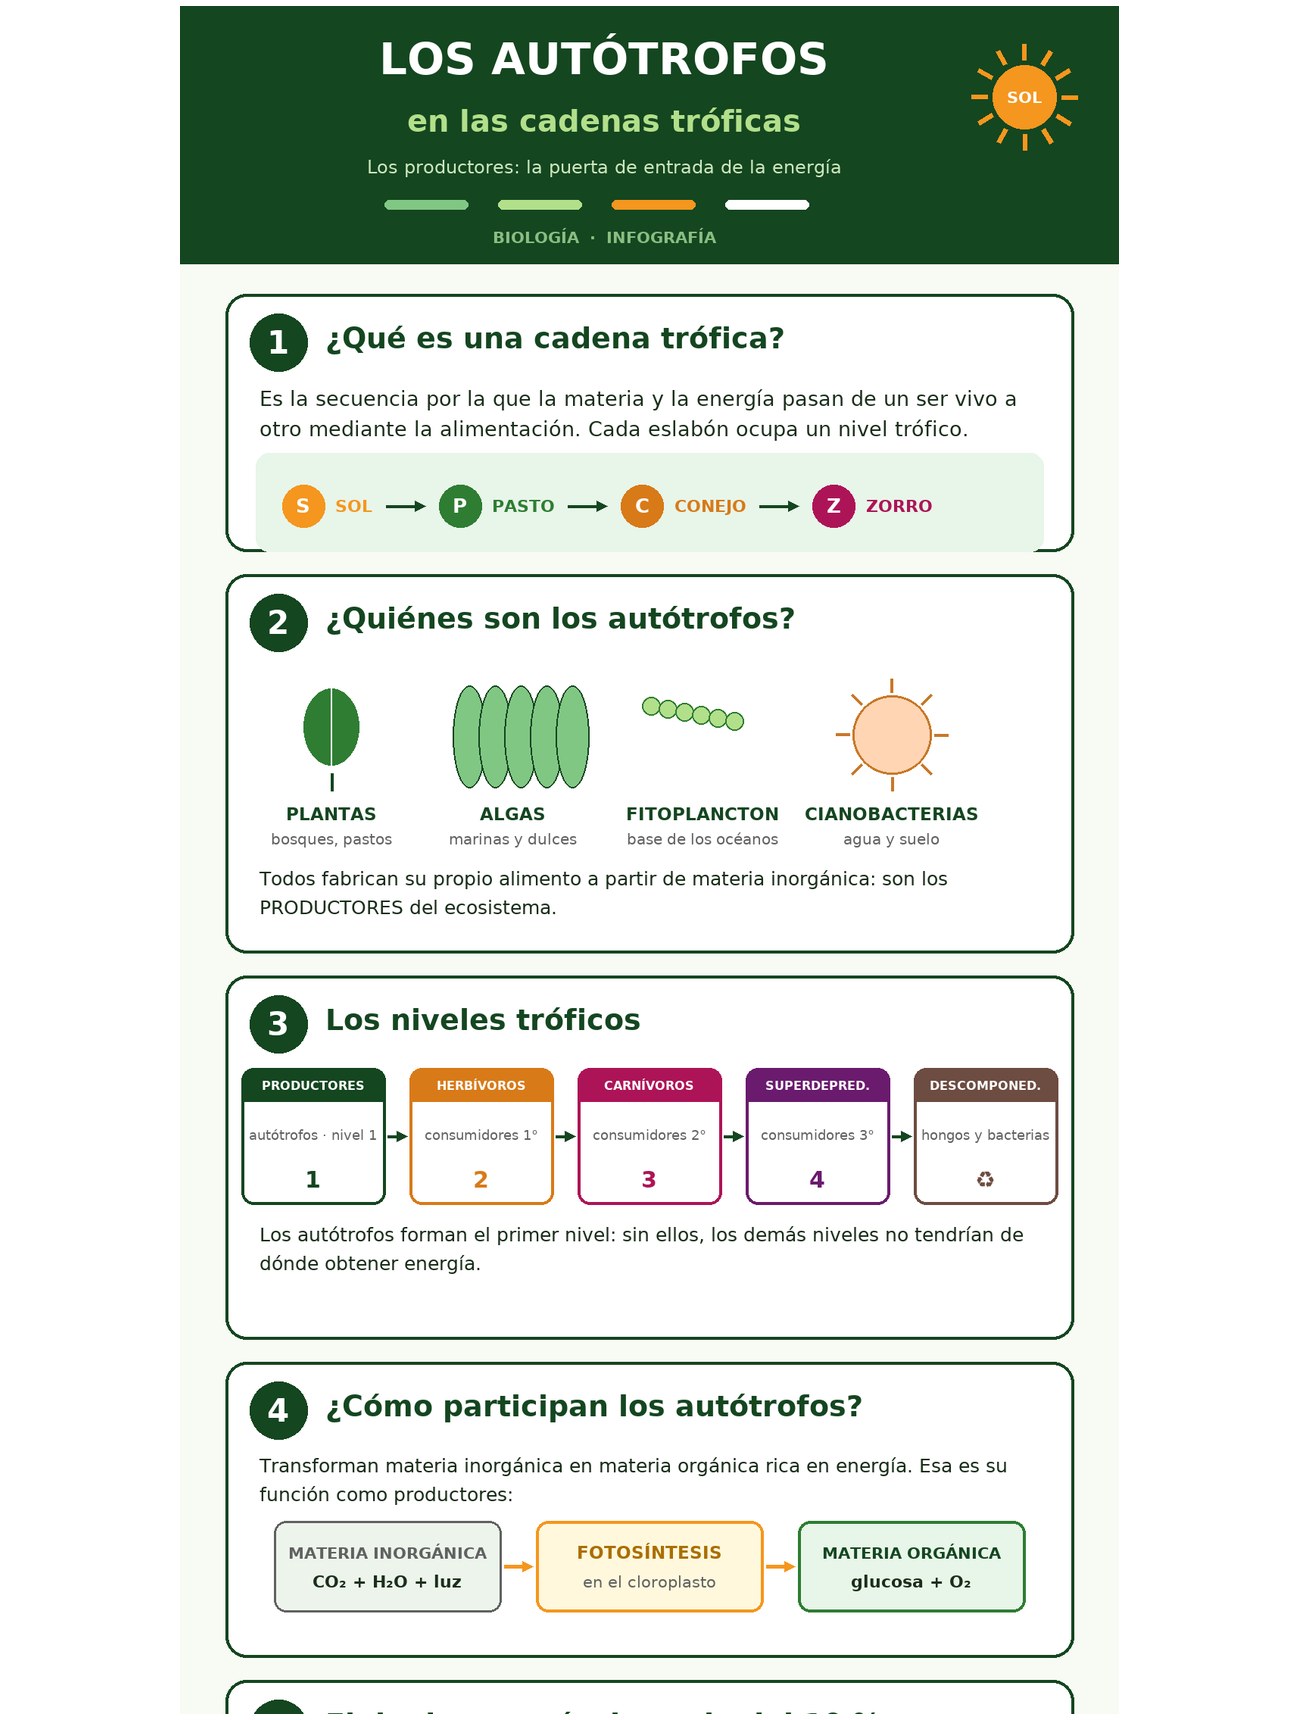 LOS AUTÓTROFOS
SOL
en las cadenas tróficas
Los productores: la puerta de entrada de la energía
BIOLOGÍA · INFOGRAFÍA
1 ¿Qué es una cadena trófica?
Es la secuencia por la que la materia y la energía pasan de un ser vivo a
otro mediante la alimentación. Cada eslabón ocupa un nivel trófico.
S SOL P PASTO C CONEJO Z ZORRO
2 ¿Quiénes son los autótrofos?
PLANTAS ALGAS FITOPLANCTON CIANOBACTERIAS
bosques, pastos marinas y dulces base de los océanos agua y suelo
Todos fabrican su propio alimento a partir de materia inorgánica: son los
PRODUCTORES del ecosistema.
3 Los niveles tróficos
PRODUCTORES HERBÍVOROS CARNÍVOROS SUPERDEPRED. DESCOMPONED.
autótrofos · nivel 1 consumidores 1° consumidores 2° consumidores 3° hongos y bacterias
1 2 3 4 ♻
Los autótrofos forman el primer nivel: sin ellos, los demás niveles no tendrían de
dónde obtener energía.
4 ¿Cómo participan los autótrofos?
Transforman materia inorgánica en materia orgánica rica en energía. Esa es su
función como productores:
MATERIA INORGÁNICA FOTOSÍNTESIS MATERIA ORGÁNICA
CO₂ + H₂O + luz en el cloroplasto glucosa + O₂